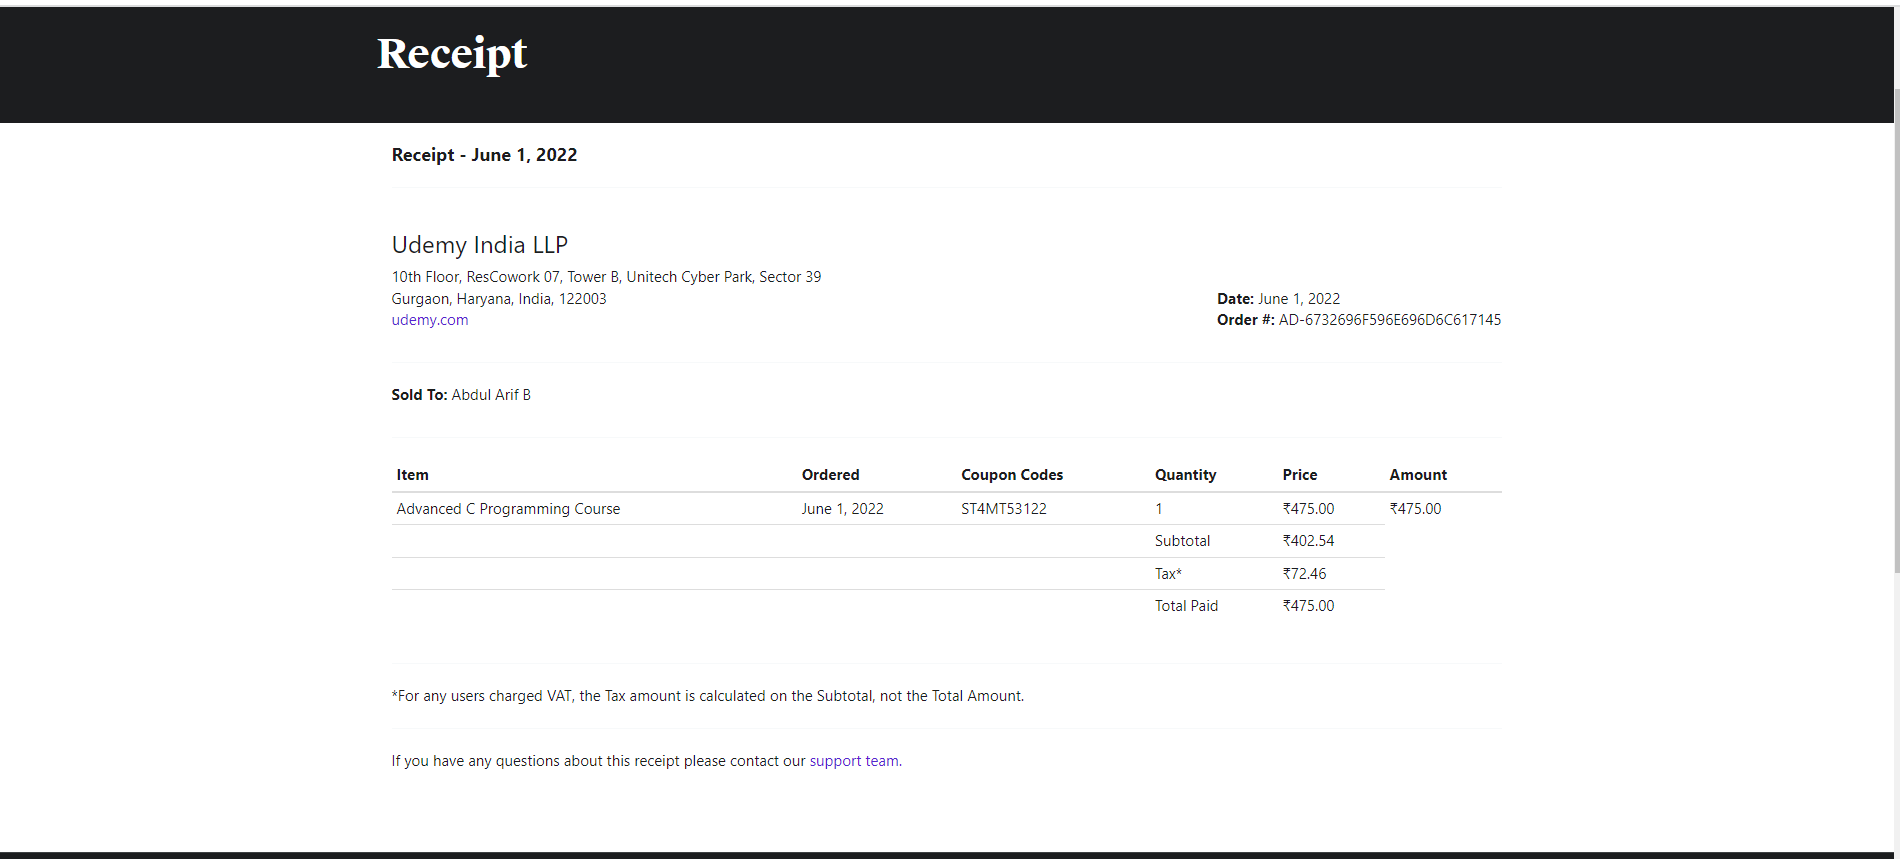 Receipt
Receipt - June 1, 2022
Udemy India LLP
10th Floor, ResCowork 07, Tower B, Unitech Cyber Park, Sector 39
Gurgaon, Haryana, India, 122003
udemy.com
Date: June 1, 2022
Order #: AD-6732696F596E696D6C617145
Sold To: Abdul Arif B
Item Ordered Coupon Codes Quantity Price Amount
Advanced C Programming Course June 1, 2022 ST4MT53122 1 ₹475.00 ₹475.00
Subtotal ₹402.54
Tax* ₹72.46
Total Paid ₹475.00
*For any users charged VAT, the Tax amount is calculated on the Subtotal, not the Total Amount.
If you have any questions about this receipt please contact our support team.